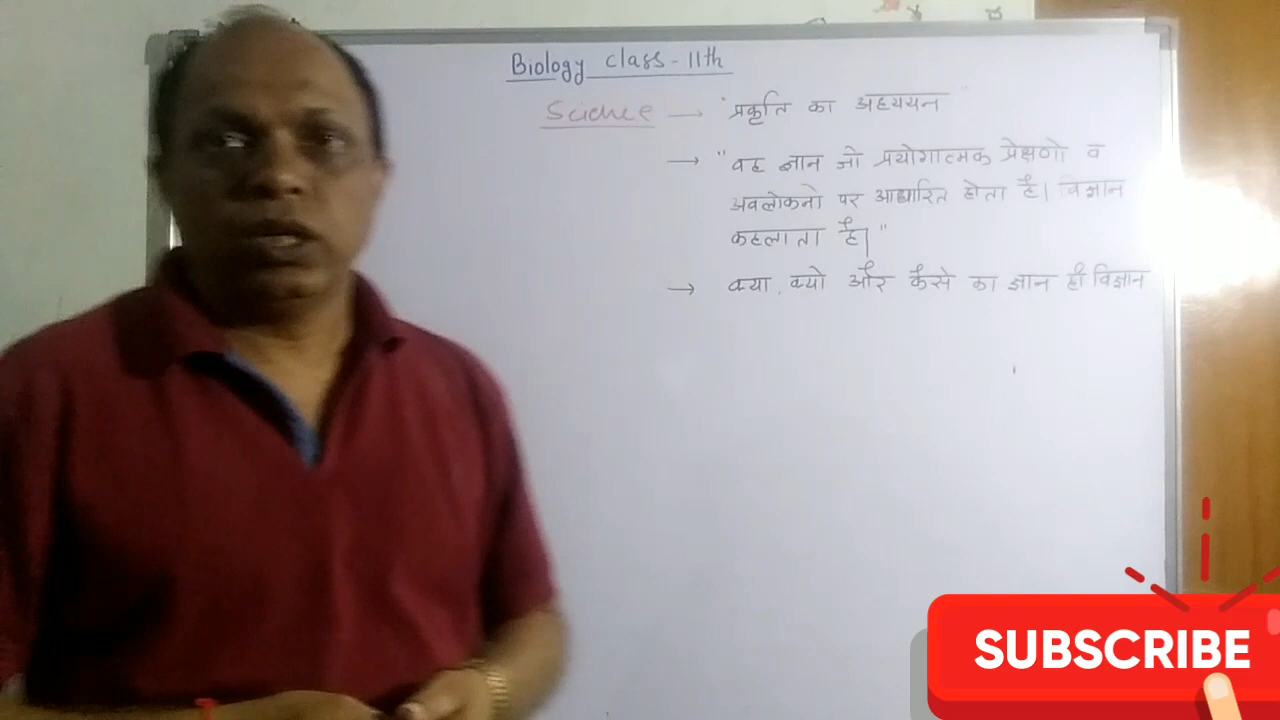 Biology class - 11th
Science → "प्रकृति का अध्ययन"
→ "वह ज्ञान जो प्रयोगात्मक प्रेक्षणो व
अवलोकनो पर आधारित होता है। विज्ञान
कहलाता है।"
→ क्या, क्यो और कैसे का ज्ञान ही विज्ञान
SUBSCRIBE